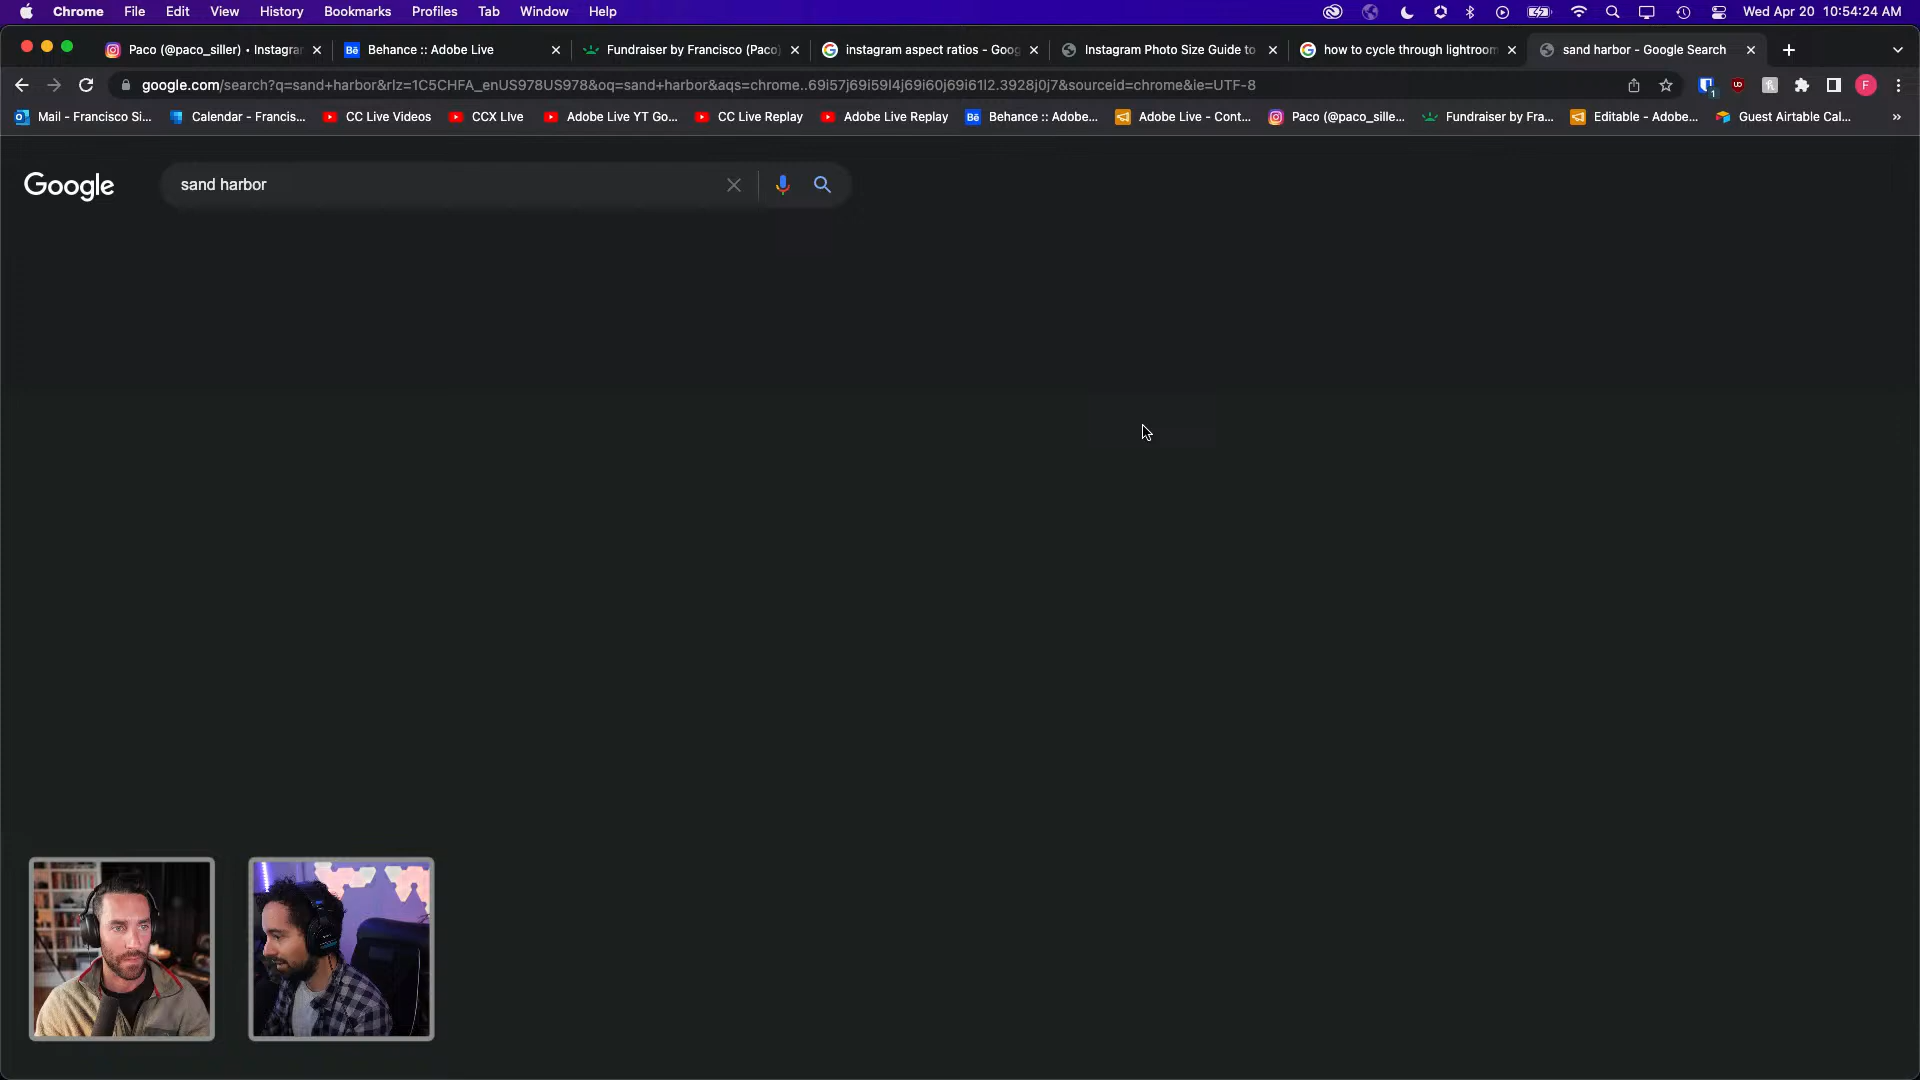 Chrome File Edit View History Bookmarks Profiles Tab Window Help Wed Apr 20 10:54:24 AM
Paco (@paco_siller) • Instagra Behance :: Adobe Live Fundraiser by Francisco (Paco) instagram aspect ratios - Goog Instagram Photo Size Guide to how to cycle through lightroom sand harbor - Google Search
google.com/search?q=sand+harbor&rlz=1C5CHFA_enUS978US978&oq=sand+harbor&aqs=chrome..69i57j69i59l4j69i60j69i61l2.3928j0j7&sourceid=chrome&ie=UTF-8 1 F
Mail - Francisco Si... Calendar - Francis... CC Live Videos CCX LIve Adobe Live YT Go... CC Live Replay Adobe Live Replay Bē Behance :: Adobe... Adobe Live - Cont... Paco (@paco_sille... Fundraiser by Fra... Editable - Adobe... Guest Airtable Cal... »
Google sand harbor